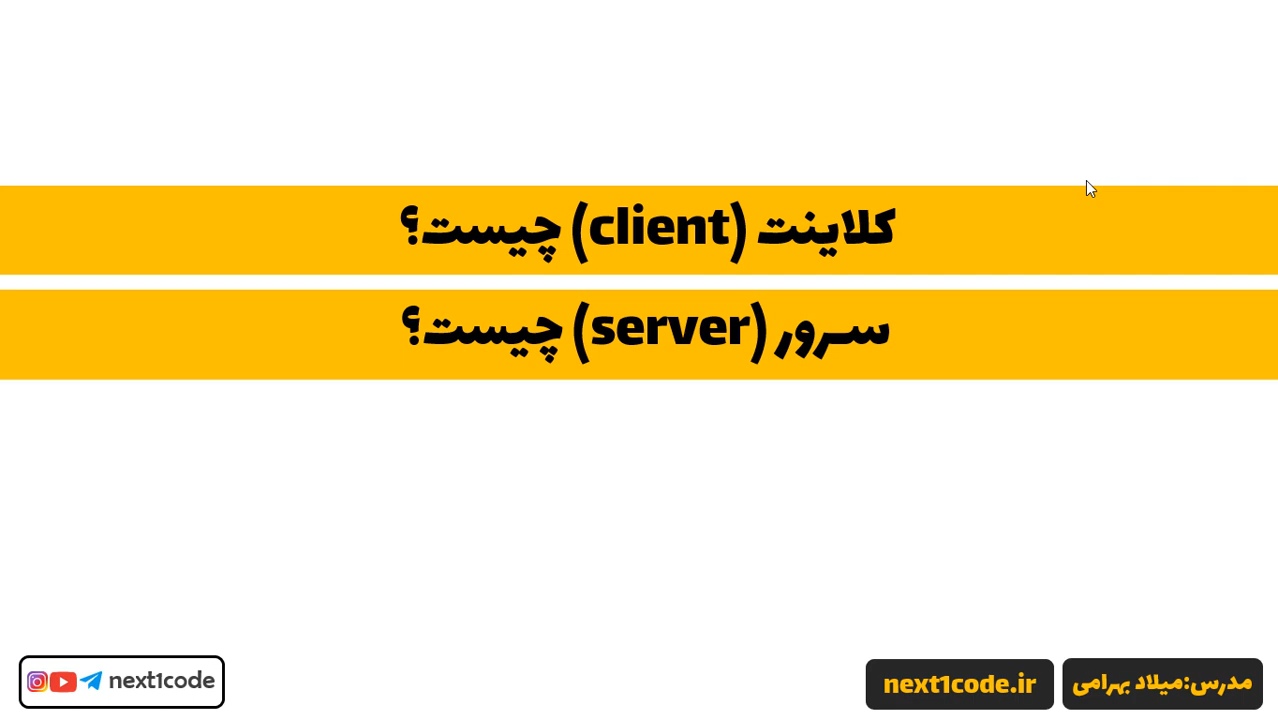 کلاینت (client) چیست؟
سرور (server) چیست؟
next1code
next1code.ir
مدرس:میلاد بهرامی